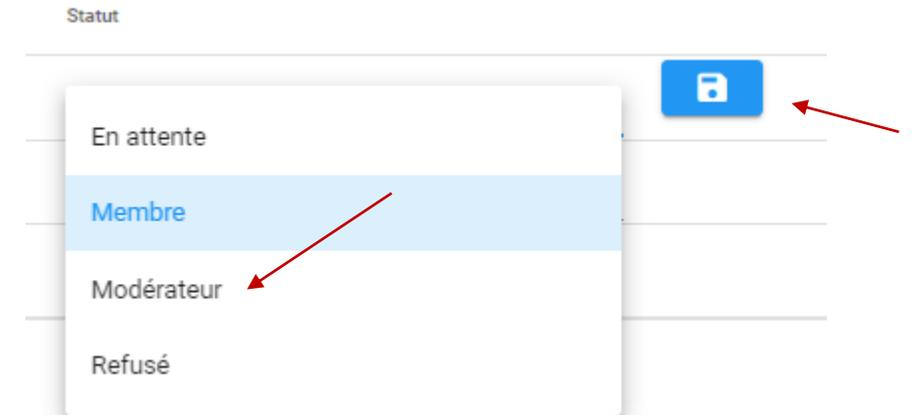 Statut
En attente
Membre
Modérateur
Refusé